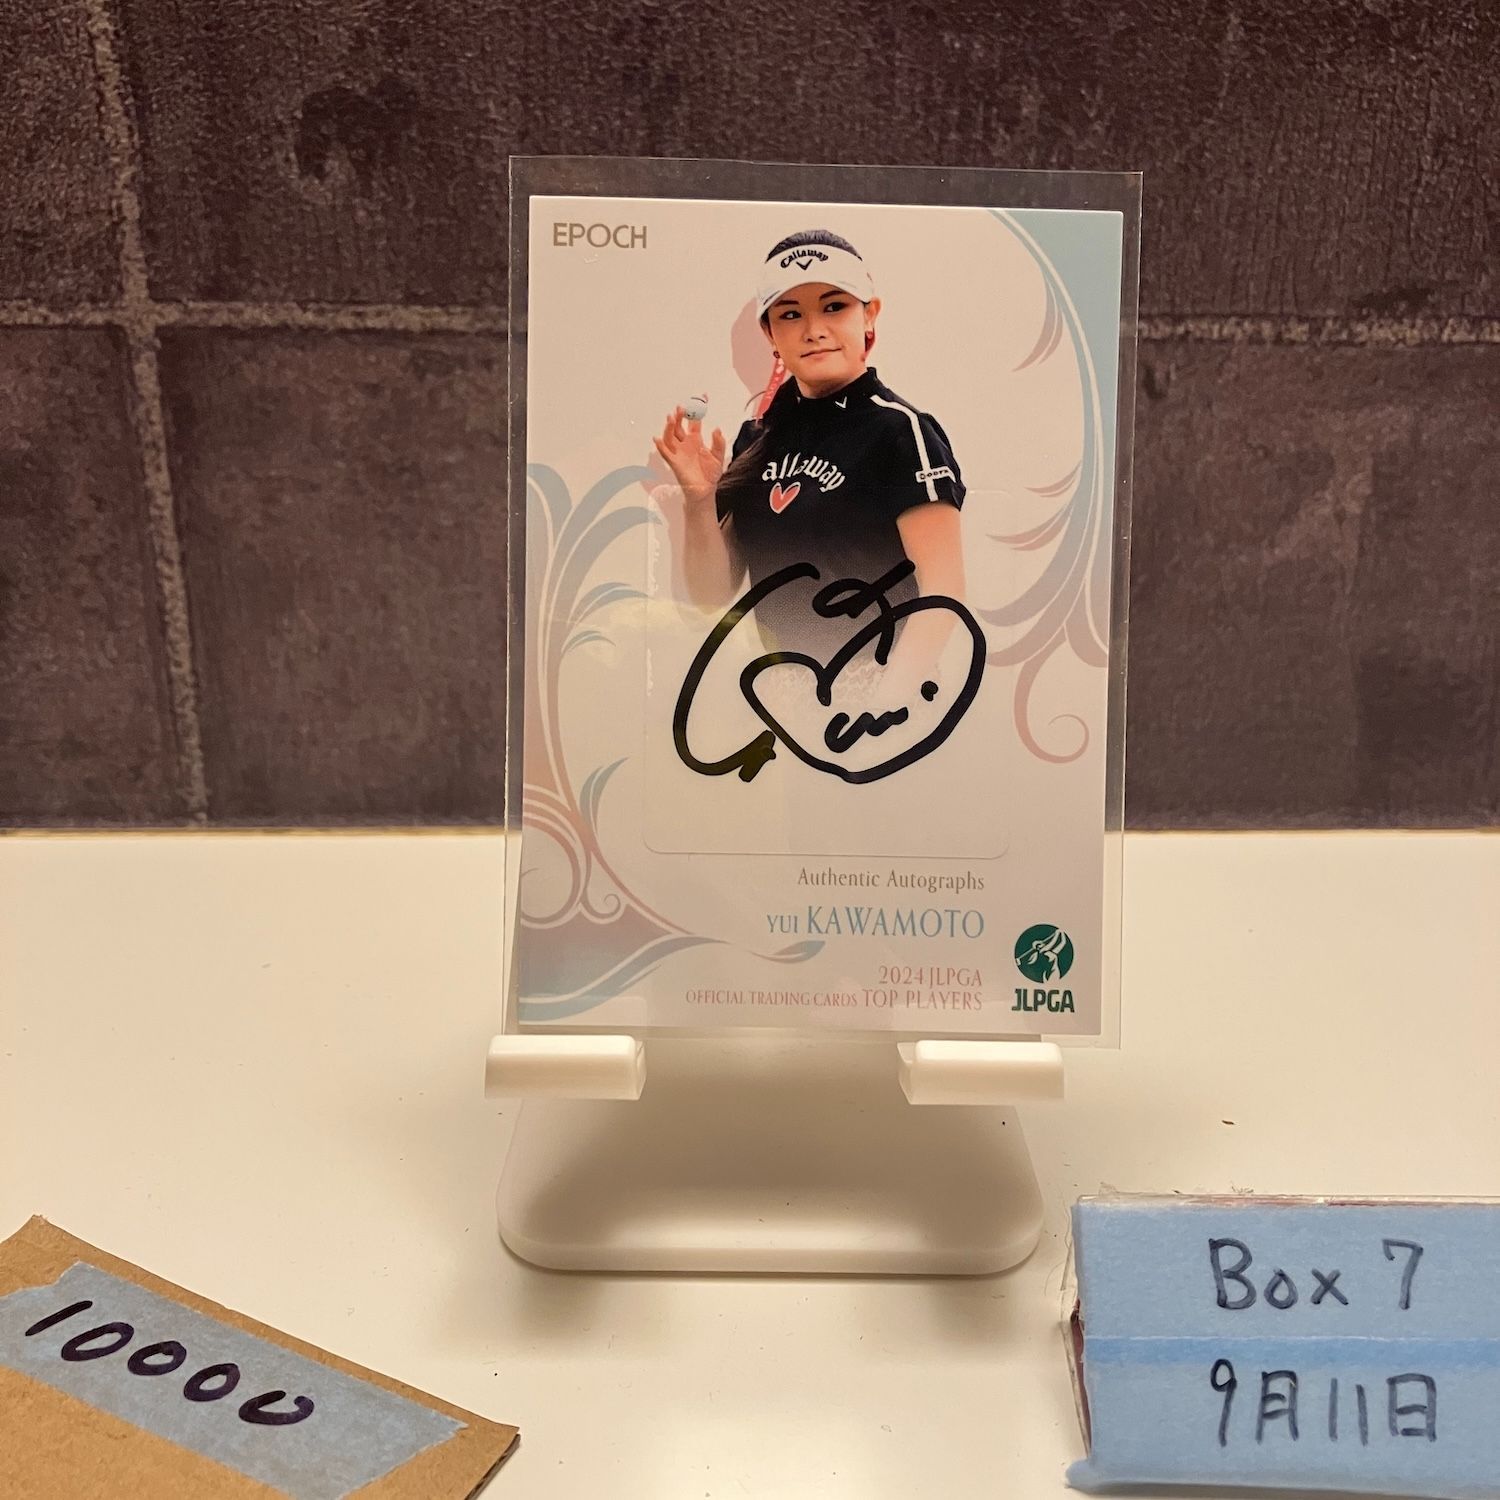 EPOCH
Callaway
allaway
Authentic Autographs
YUI KAWAMOTO
2024 JLPGA
OFFICIAL TRADING CARDS TOP PLAYERS
JLPGA
10000
Box 7
9月11日